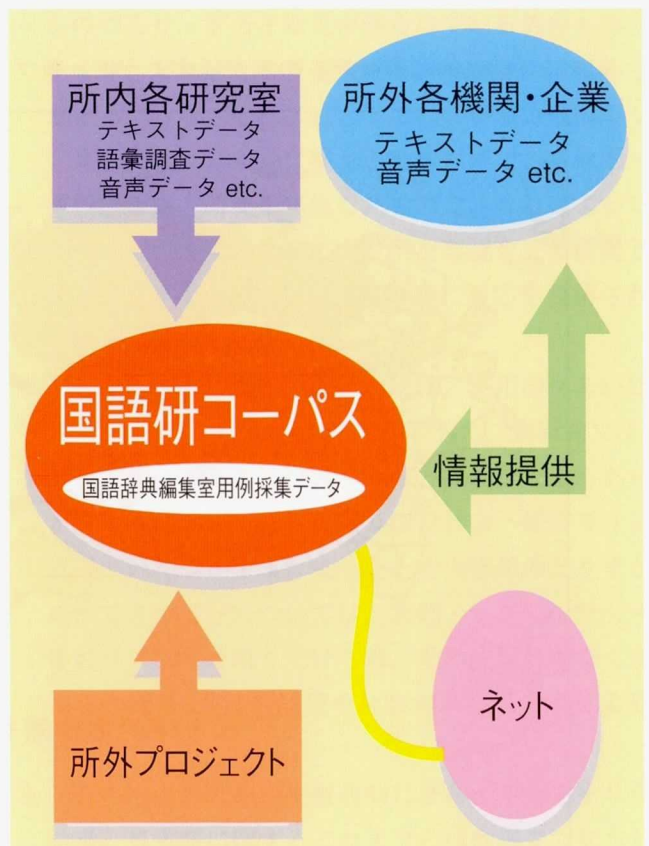 所内各研究室
テキストデータ
語彙調査データ
音声データ etc.
所外各機関・企業
テキストデータ
音声データ etc.
国語研コーパス
国語辞典編集室用例採集データ
情報提供
所外プロジェクト
ネット